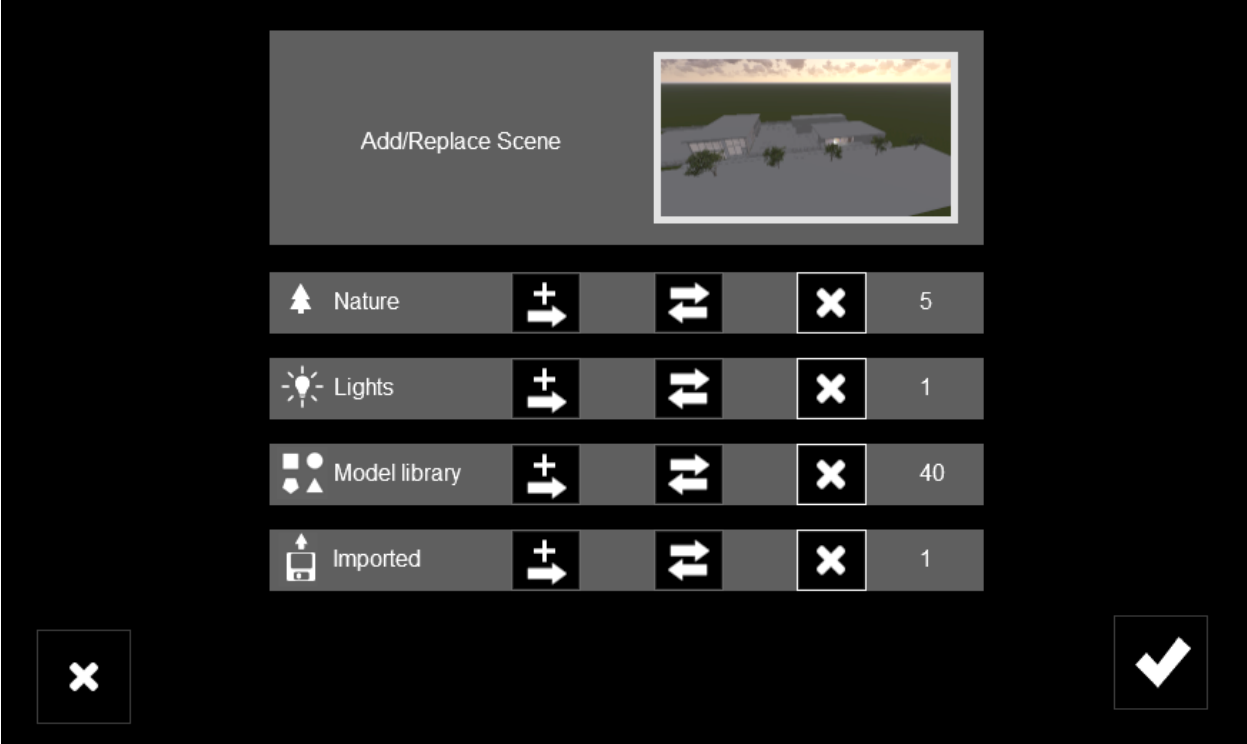 Add/Replace Scene
Nature 5
Lights 1
Model library 40
Imported 1